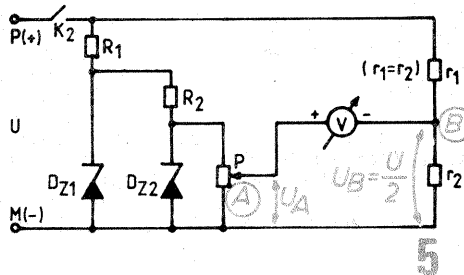 P(+) K2
R1
(r1=r2) r1
R2
+ V -
B
U
DZ1 DZ2 P
A UA UB=U/2 r2
M(-)
5